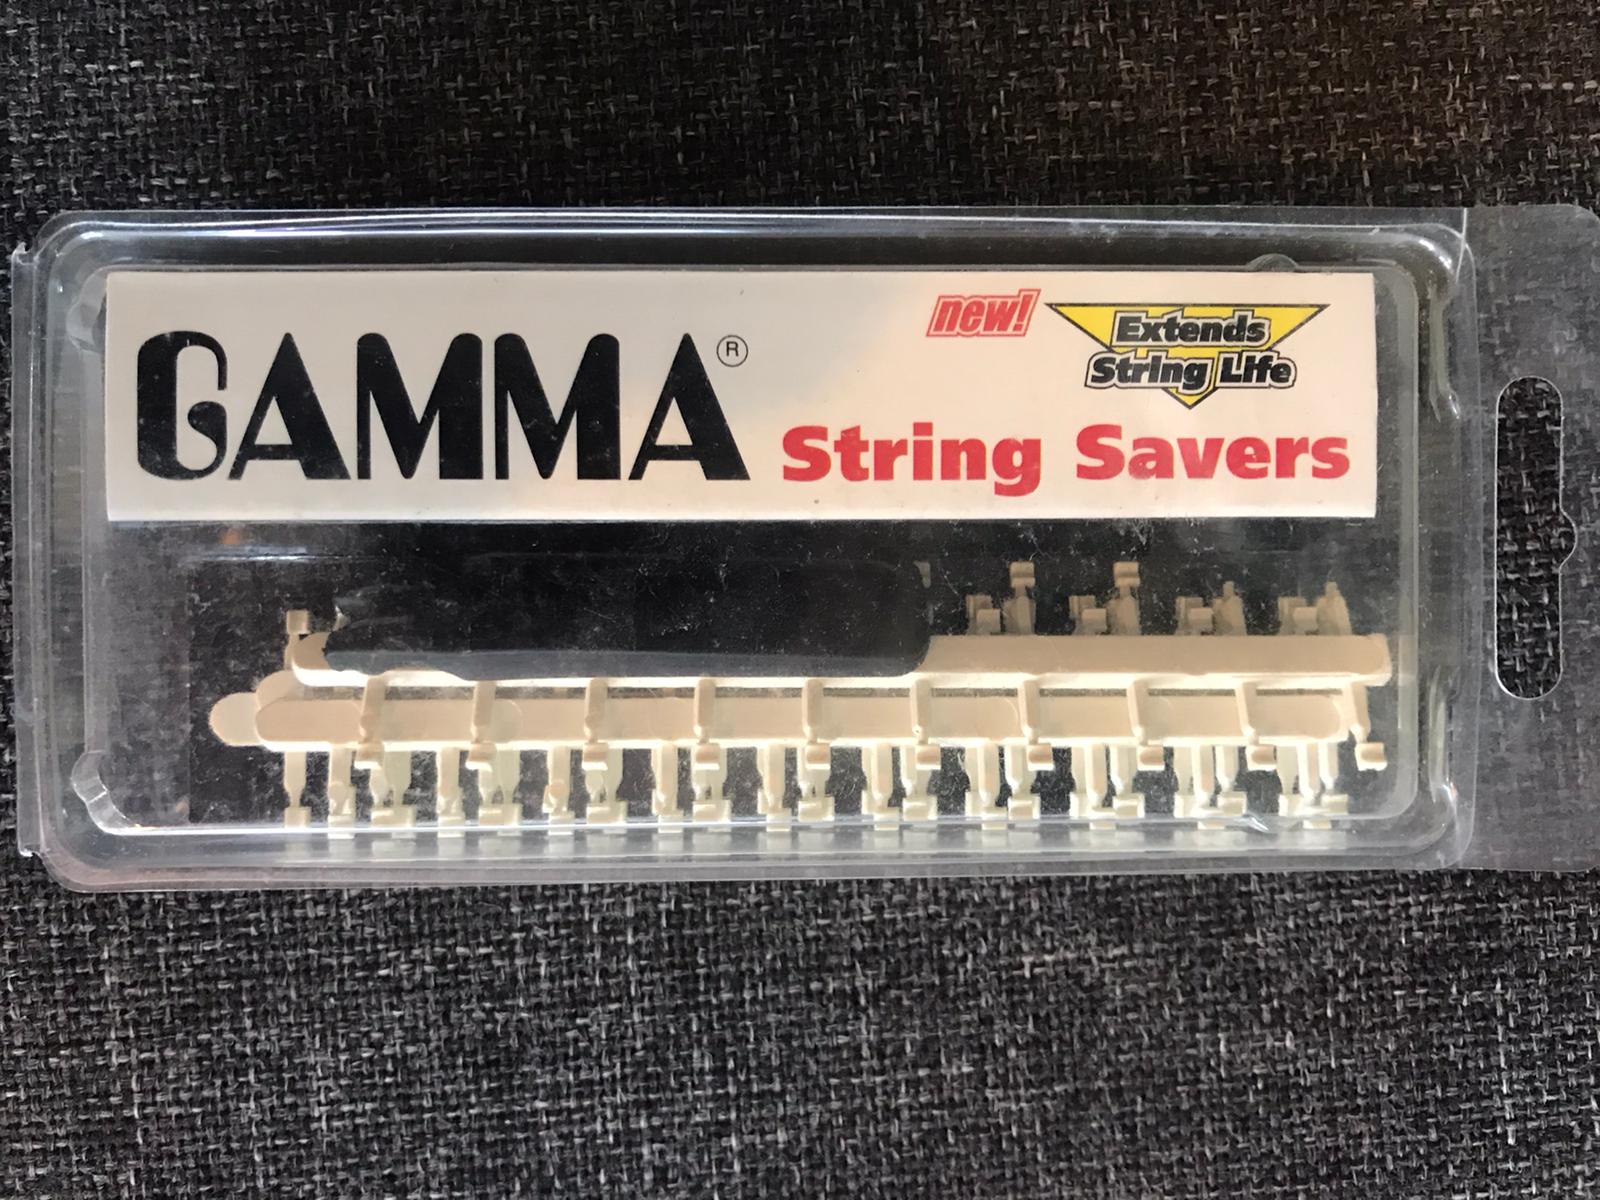 GAMMA®
new!
Extends
String Life
String Savers